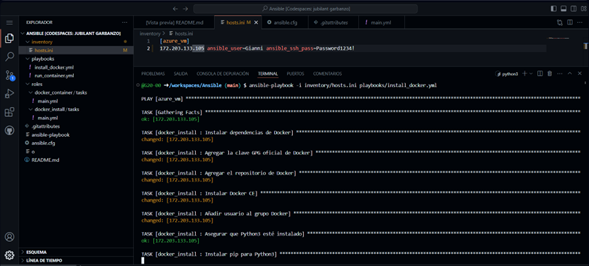 Ansible [Codespaces: jubilant garbanzo]
EXPLORADOR
[Vista previa] README.md
hosts.ini M
ansible.cfg
.gitattributes
main.yml
ANSIBLE [CODESPACES: JUBILANT GARBANZO]
inventory
hosts.ini M
playbooks
install_docker.yml
run_container.yml
roles
docker_container / tasks
main.yml
docker_install / tasks
main.yml
.gitattributes
ansible-playbook
ansible.cfg
n
README.md
inventory > hosts.ini
1 [azure_vm]
2 172.203.133.105 ansible_user=Gianni ansible_ssh_pass=Password1234!
PROBLEMAS SALIDA CONSOLA DE DEPURACIÓN TERMINAL PUERTOS COMENTARIOS
python3
@G20-00 →/workspaces/Ansible (main) $ ansible-playbook -i inventory/hosts.ini playbooks/install_docker.yml
PLAY [azure_vm]
TASK [Gathering Facts]
ok: [172.203.133.105]
TASK [docker_install : Instalar dependencias de Docker]
changed: [172.203.133.105]
TASK [docker_install : Agregar la clave GPG oficial de Docker]
changed: [172.203.133.105]
TASK [docker_install : Agregar el repositorio de Docker]
changed: [172.203.133.105]
TASK [docker_install : Instalar Docker CE]
changed: [172.203.133.105]
TASK [docker_install : Añadir usuario al grupo Docker]
changed: [172.203.133.105]
TASK [docker_install : Asegurar que Python3 esté instalado]
ok: [172.203.133.105]
TASK [docker_install : Instalar pip para Python3]
ESQUEMA
LÍNEA DE TIEMPO